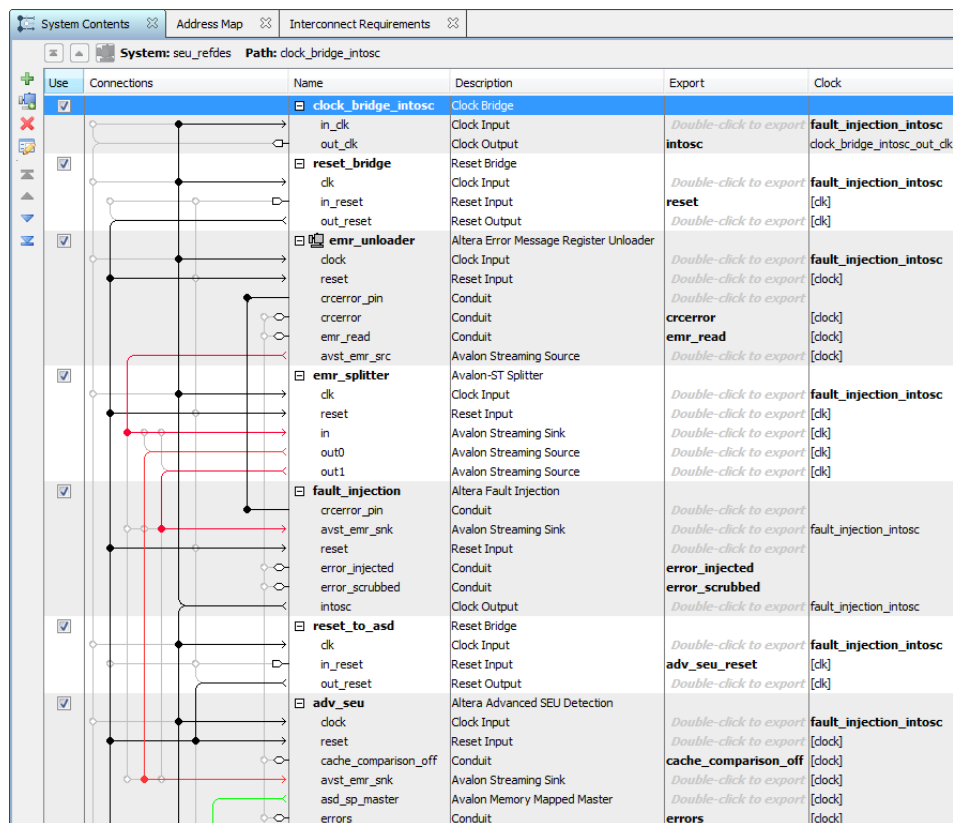 System Contents Address Map Interconnect Requirements
System: seu_refdes Path: clock_bridge_intosc
Use Connections Name Description Export Clock
clock_bridge_intosc Clock Bridge
in_clk Clock Input Double-click to export fault_injection_intosc
out_clk Clock Output intosc clock_bridge_intosc_out_clk
reset_bridge Reset Bridge
clk Clock Input Double-click to export fault_injection_intosc
in_reset Reset Input reset [clk]
out_reset Reset Output Double-click to export [clk]
emr_unloader Altera Error Message Register Unloader
clock Clock Input Double-click to export fault_injection_intosc
reset Reset Input Double-click to export [clock]
crcerror_pin Conduit Double-click to export
crcerror Conduit crcerror [clock]
emr_read Conduit emr_read [clock]
avst_emr_src Avalon Streaming Source Double-click to export [clock]
emr_splitter Avalon-ST Splitter
clk Clock Input Double-click to export fault_injection_intosc
reset Reset Input Double-click to export [clk]
in Avalon Streaming Sink Double-click to export [clk]
out0 Avalon Streaming Source Double-click to export [clk]
out1 Avalon Streaming Source Double-click to export [clk]
fault_injection Altera Fault Injection
crcerror_pin Conduit Double-click to export
avst_emr_snk Avalon Streaming Sink Double-click to export fault_injection_intosc
reset Reset Input Double-click to export
error_injected Conduit error_injected
error_scrubbed Conduit error_scrubbed
intosc Clock Output Double-click to export fault_injection_intosc
reset_to_asd Reset Bridge
clk Clock Input Double-click to export fault_injection_intosc
in_reset Reset Input adv_seu_reset [clk]
out_reset Reset Output Double-click to export [clk]
adv_seu Altera Advanced SEU Detection
clock Clock Input Double-click to export fault_injection_intosc
reset Reset Input Double-click to export [clock]
cache_comparison_off Conduit cache_comparison_off [clock]
avst_emr_snk Avalon Streaming Sink Double-click to export [clock]
asd_sp_master Avalon Memory Mapped Master Double-click to export [clock]
errors Conduit errors [clock]